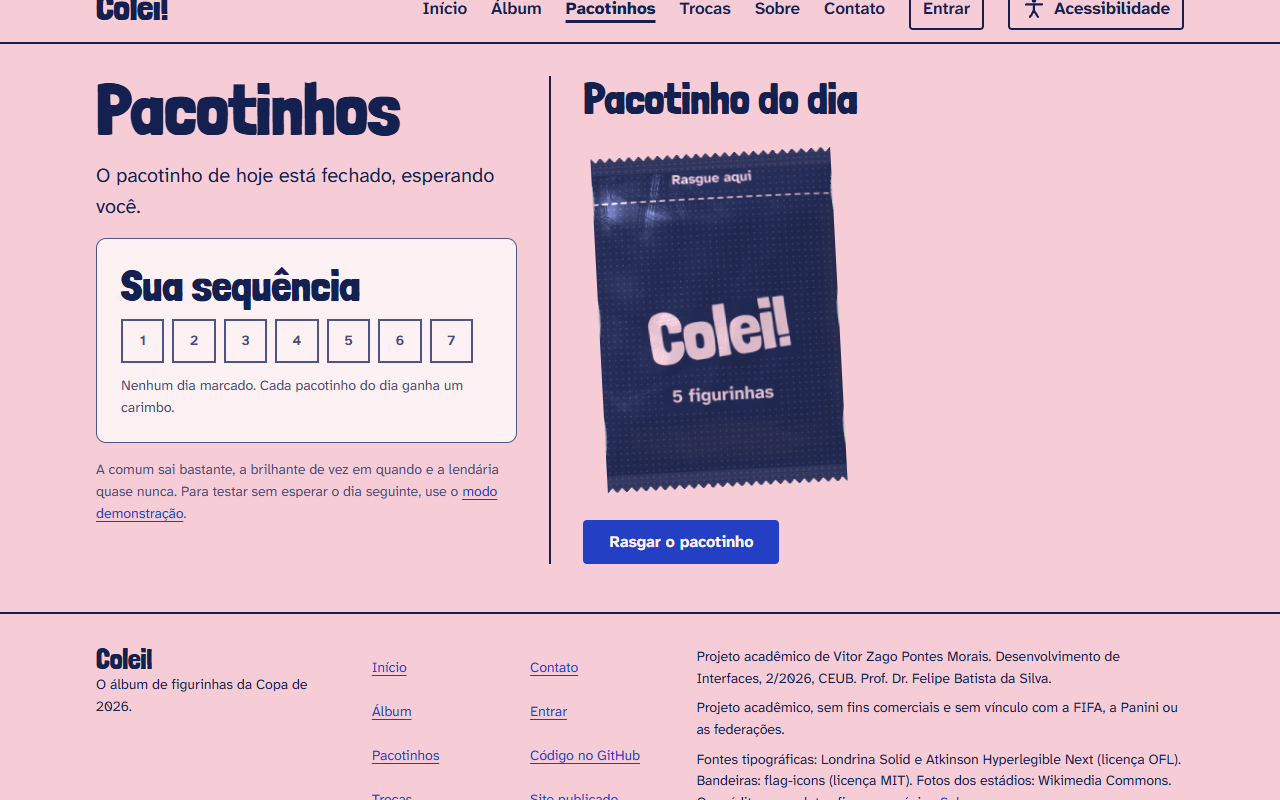 Colei!
Início Álbum Pacotinhos Trocas Sobre Contato Entrar Acessibilidade
Pacotinhos
O pacotinho de hoje está fechado, esperando
você.
Sua sequência
1 2 3 4 5 6 7
Nenhum dia marcado. Cada pacotinho do dia ganha um
carimbo.
A comum sai bastante, a brilhante de vez em quando e a lendária
quase nunca. Para testar sem esperar o dia seguinte, use o modo
demonstração.
Pacotinho do dia
Rasgue aqui
Colei!
5 figurinhas
Rasgar o pacotinho
Colei!
O álbum de figurinhas da Copa de
2026.
Início
Álbum
Pacotinhos
Trocas
Contato
Entrar
Código no GitHub
Site publicado
Projeto acadêmico de Vitor Zago Pontes Morais. Desenvolvimento de
Interfaces, 2/2026, CEUB. Prof. Dr. Felipe Batista da Silva.
Projeto acadêmico, sem fins comerciais e sem vínculo com a FIFA, a Panini ou
as federações.
Fontes tipográficas: Londrina Solid e Atkinson Hyperlegible Next (licença OFL).
Bandeiras: flag-icons (licença MIT). Fotos dos estádios: Wikimedia Commons.